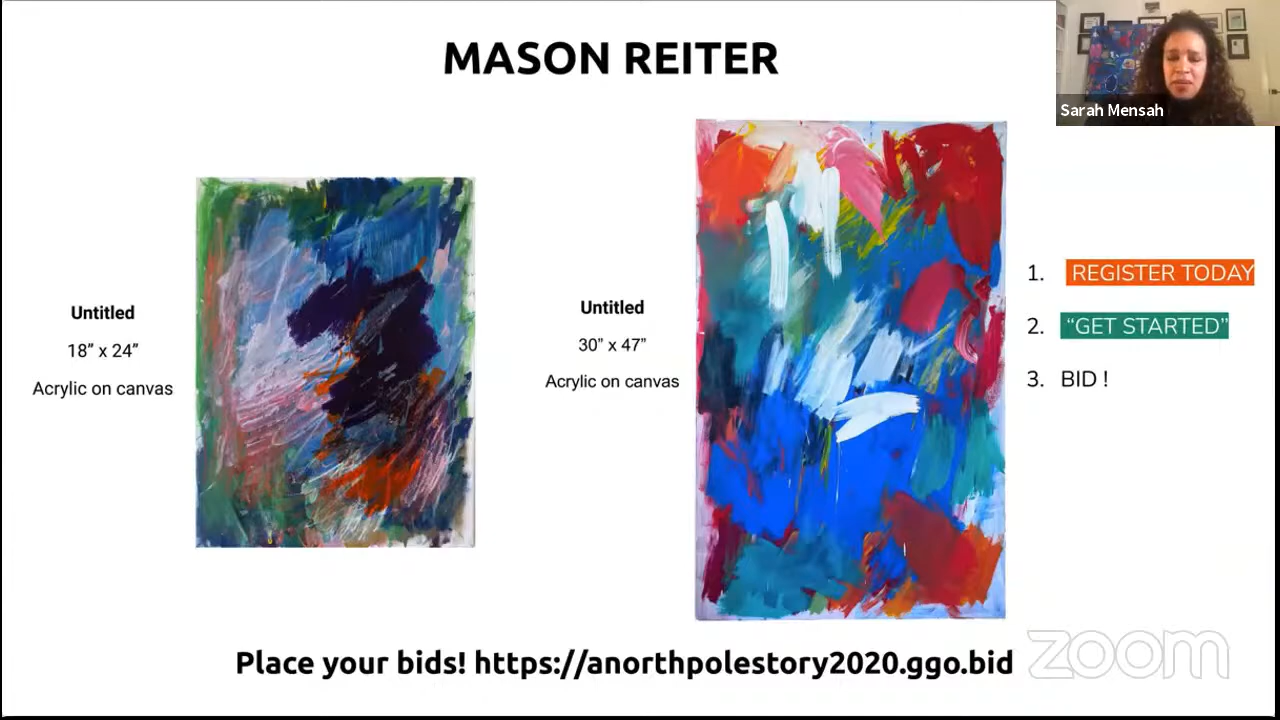 MASON REITER
Sarah Mensah
Untitled
18” x 24”
Acrylic on canvas
Untitled
30” x 47”
Acrylic on canvas
1. REGISTER TODAY
2. “GET STARTED”
3. BID !
Place your bids! https://anorthpolestory2020.ggo.bid
zoom